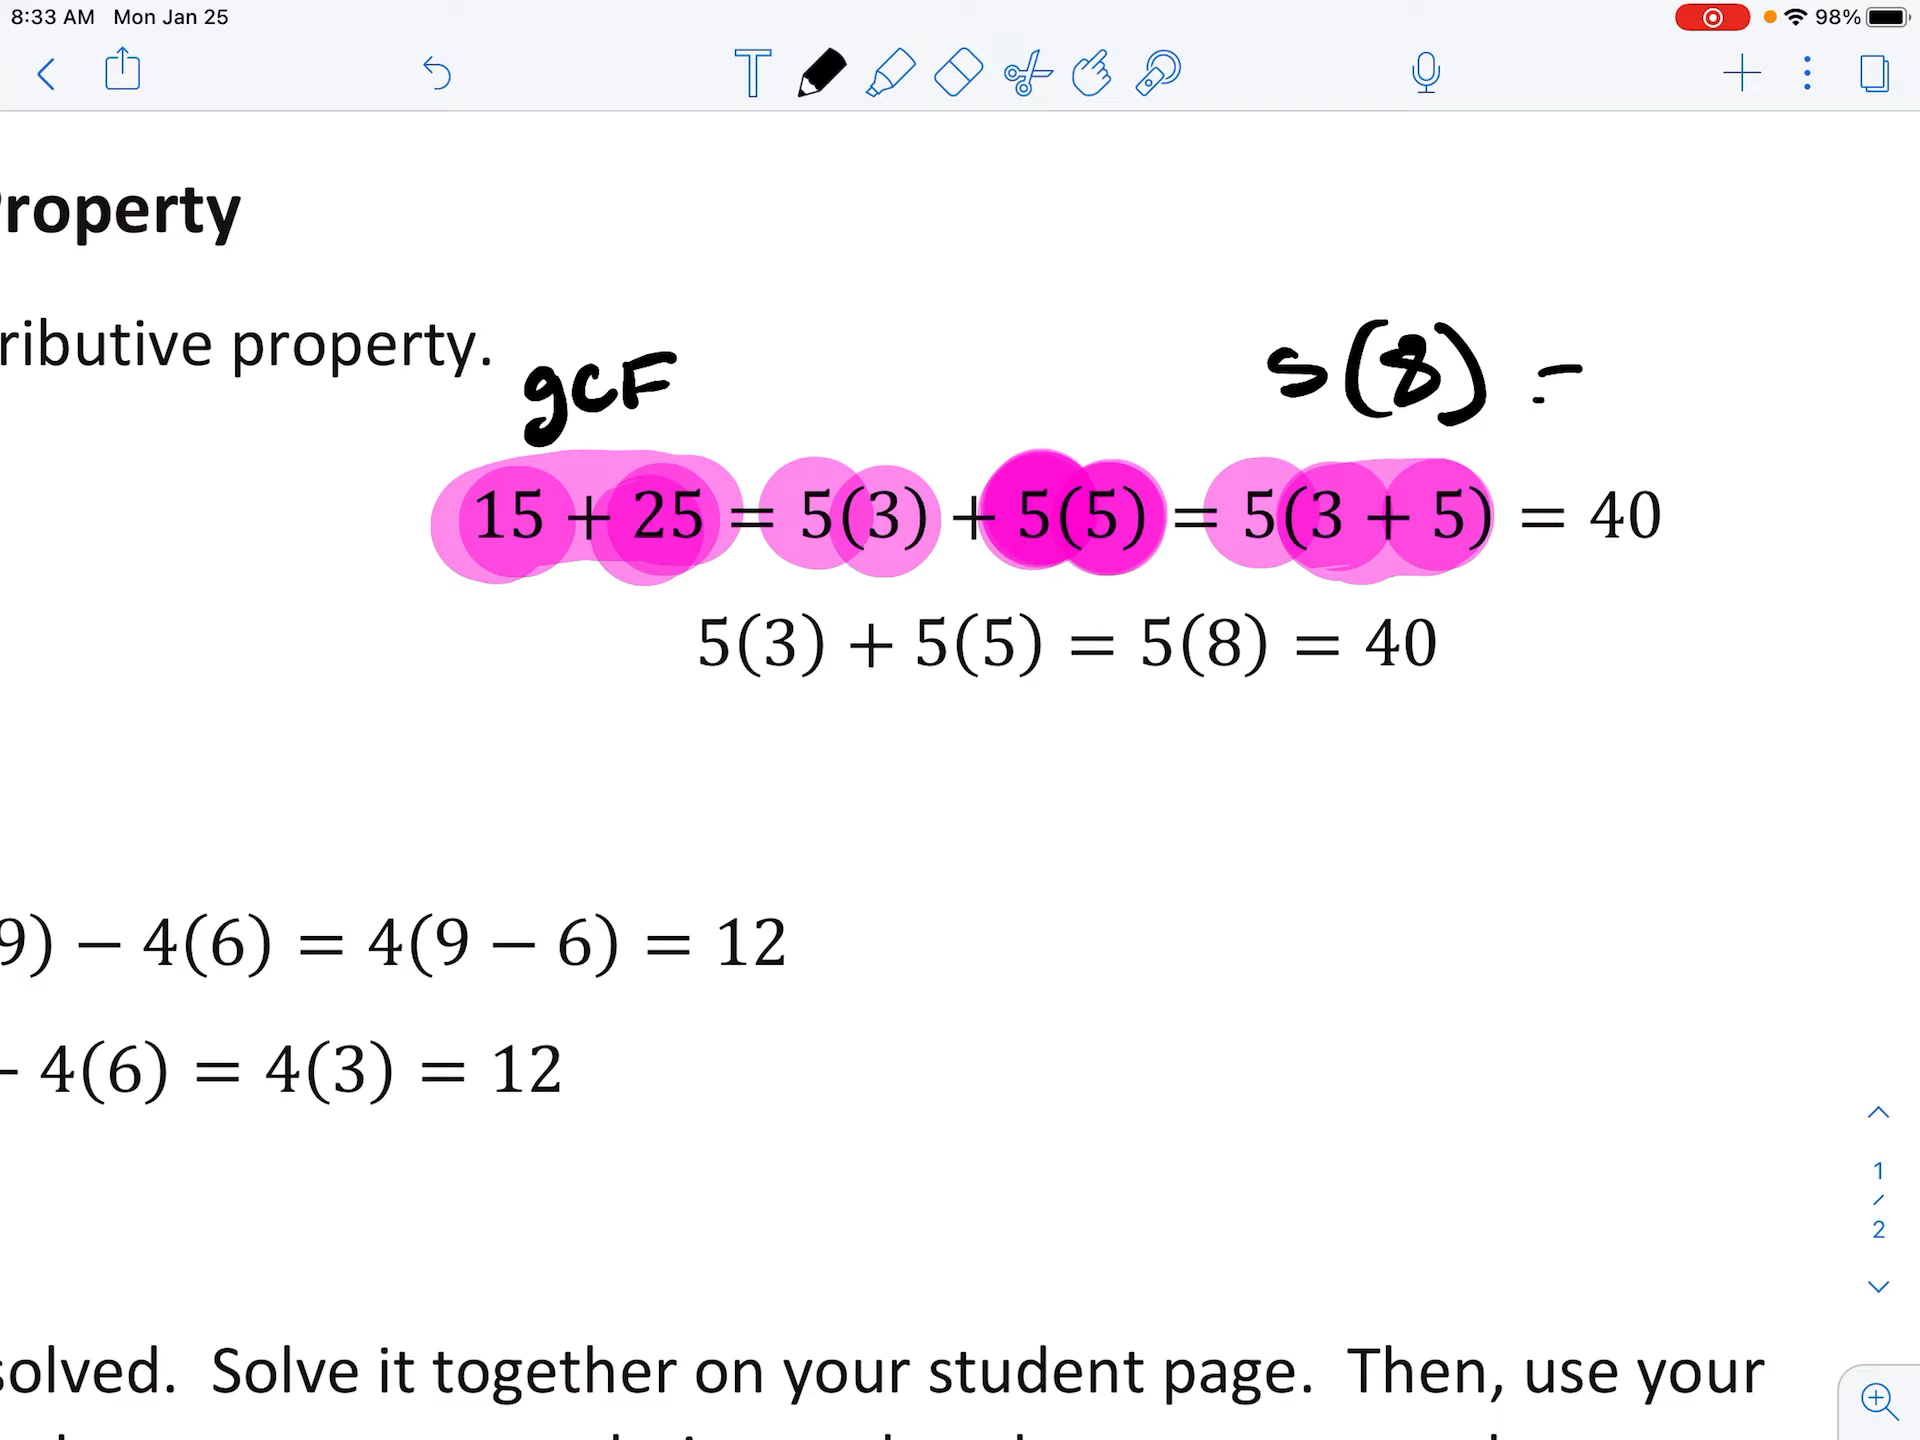 8:33 AM Mon Jan 25
98%
Property
ributive property.
gCF
5(8) =
15 + 25 = 5(3) + 5(5) = 5(3 + 5) = 40
5(3) + 5(5) = 5(8) = 40
9) − 4(6) = 4(9 − 6) = 12
− 4(6) = 4(3) = 12
1
/
2
solved. Solve it together on your student page. Then, use your